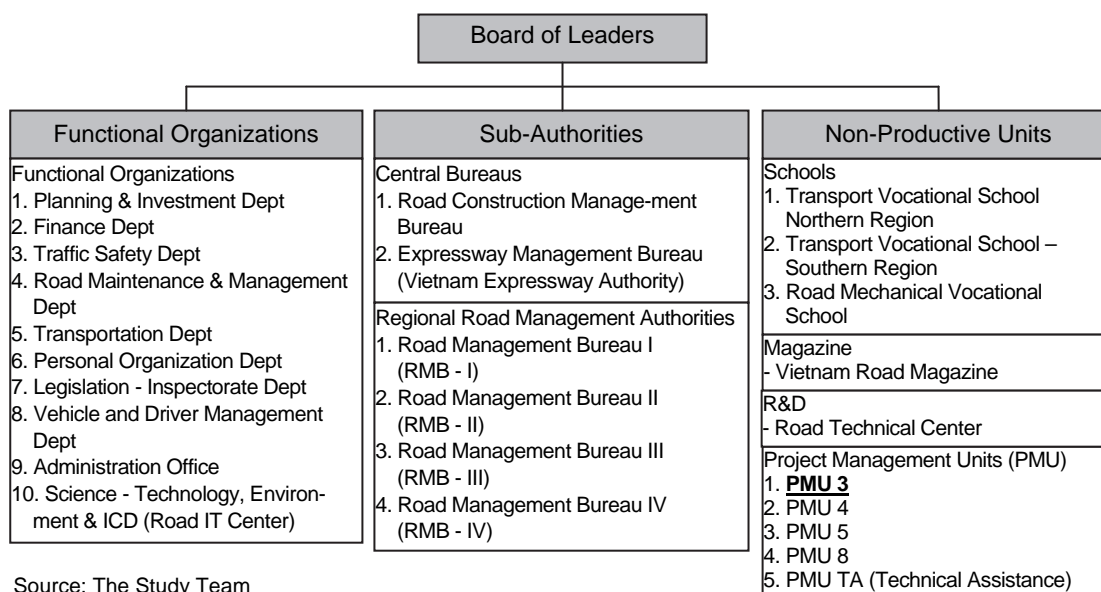 Board of Leaders
Functional Organizations
Functional Organizations
1. Planning & Investment Dept
2. Finance Dept
3. Traffic Safety Dept
4. Road Maintenance & Management
Dept
5. Transportation Dept
6. Personal Organization Dept
7. Legislation - Inspectorate Dept
8. Vehicle and Driver Management
Dept
9. Administration Office
10. Science - Technology, Environ-
ment & ICD (Road IT Center)
Sub-Authorities
Central Bureaus
1. Road Construction Manage-ment
Bureau
2. Expressway Management Bureau
(Vietnam Expressway Authority)
Regional Road Management Authorities
1. Road Management Bureau I
(RMB - I)
2. Road Management Bureau II
(RMB - II)
3. Road Management Bureau III
(RMB - III)
4. Road Management Bureau IV
(RMB - IV)
Non-Productive Units
Schools
1. Transport Vocational School
Northern Region
2. Transport Vocational School –
Southern Region
3. Road Mechanical Vocational
School
Magazine
- Vietnam Road Magazine
R&D
- Road Technical Center
Project Management Units (PMU)
1. PMU 3
2. PMU 4
3. PMU 5
4. PMU 8
5. PMU TA (Technical Assistance)
Source: The Study Team